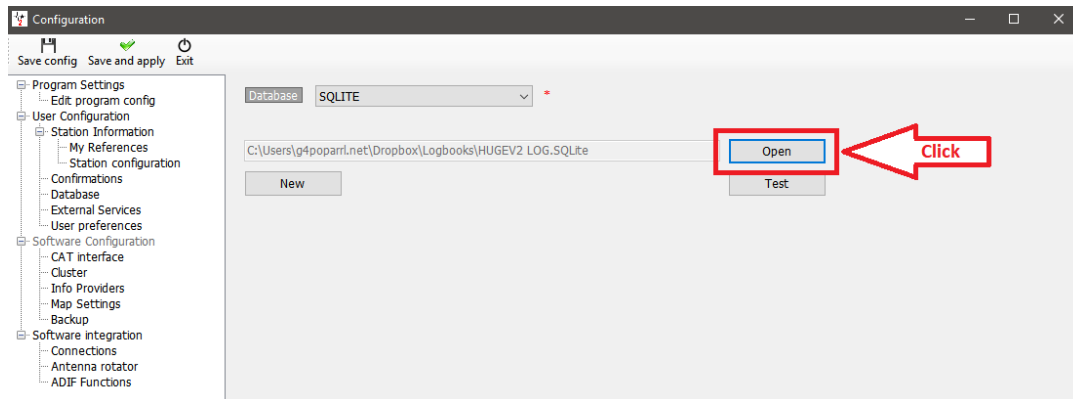 Configuration
Save config Save and apply Exit
Program Settings
Edit program config
User Configuration
Station Information
My References
Station configuration
Confirmations
Database
External Services
User preferences
Software Configuration
CAT interface
Cluster
Info Providers
Map Settings
Backup
Software integration
Connections
Antenna rotator
ADIF Functions
Database SQLITE *
C:\Users\g4poparrl.net\Dropbox\Logbooks\HUGEV2 LOG.SQLite Open Click
New Test